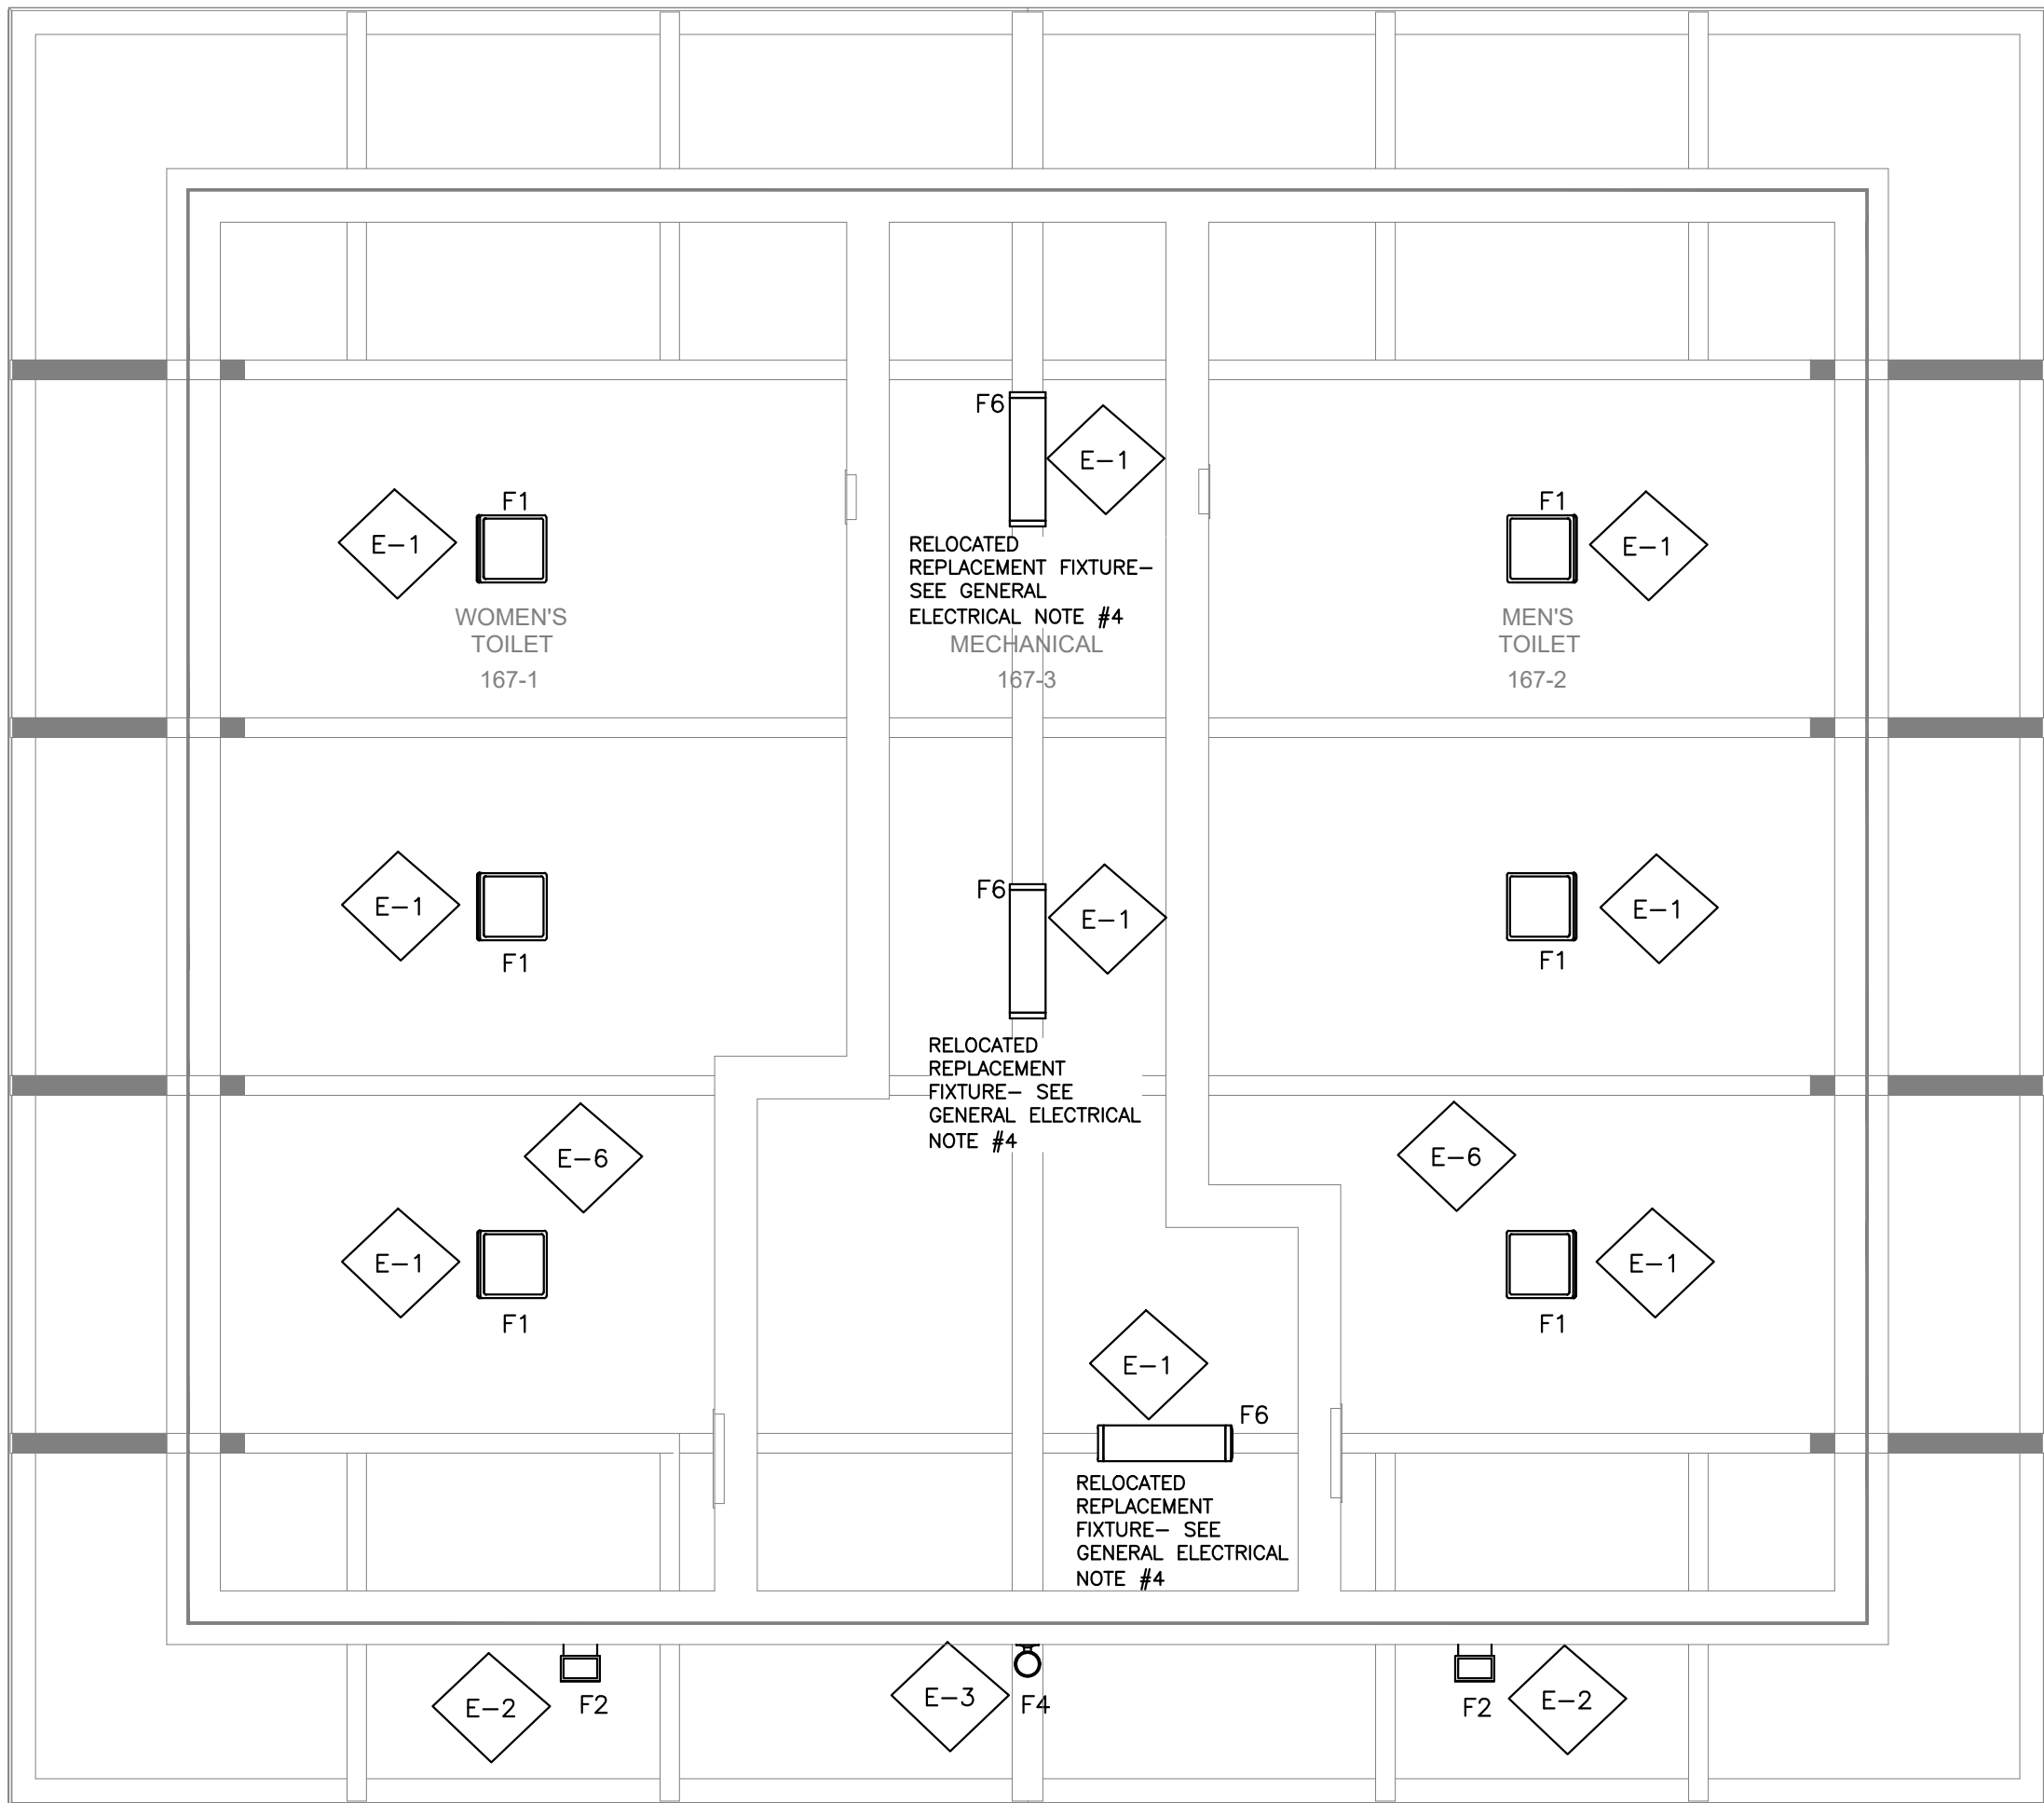 F6
E-1
F1
E-1
F1
E-1
RELOCATED
REPLACEMENT FIXTURE-
SEE GENERAL
ELECTRICAL NOTE #4
WOMEN'S
TOILET
167-1
MECHANICAL
167-3
MEN'S
TOILET
167-2
E-1
F1
F6
E-1
E-1
F1
RELOCATED
REPLACEMENT
FIXTURE- SEE
GENERAL ELECTRICAL
NOTE #4
E-6
E-6
E-1
F1
E-1
F1
E-1
F6
RELOCATED
REPLACEMENT
FIXTURE- SEE
GENERAL ELECTRICAL
NOTE #4
E-2
F2
E-3
F4
F2
E-2